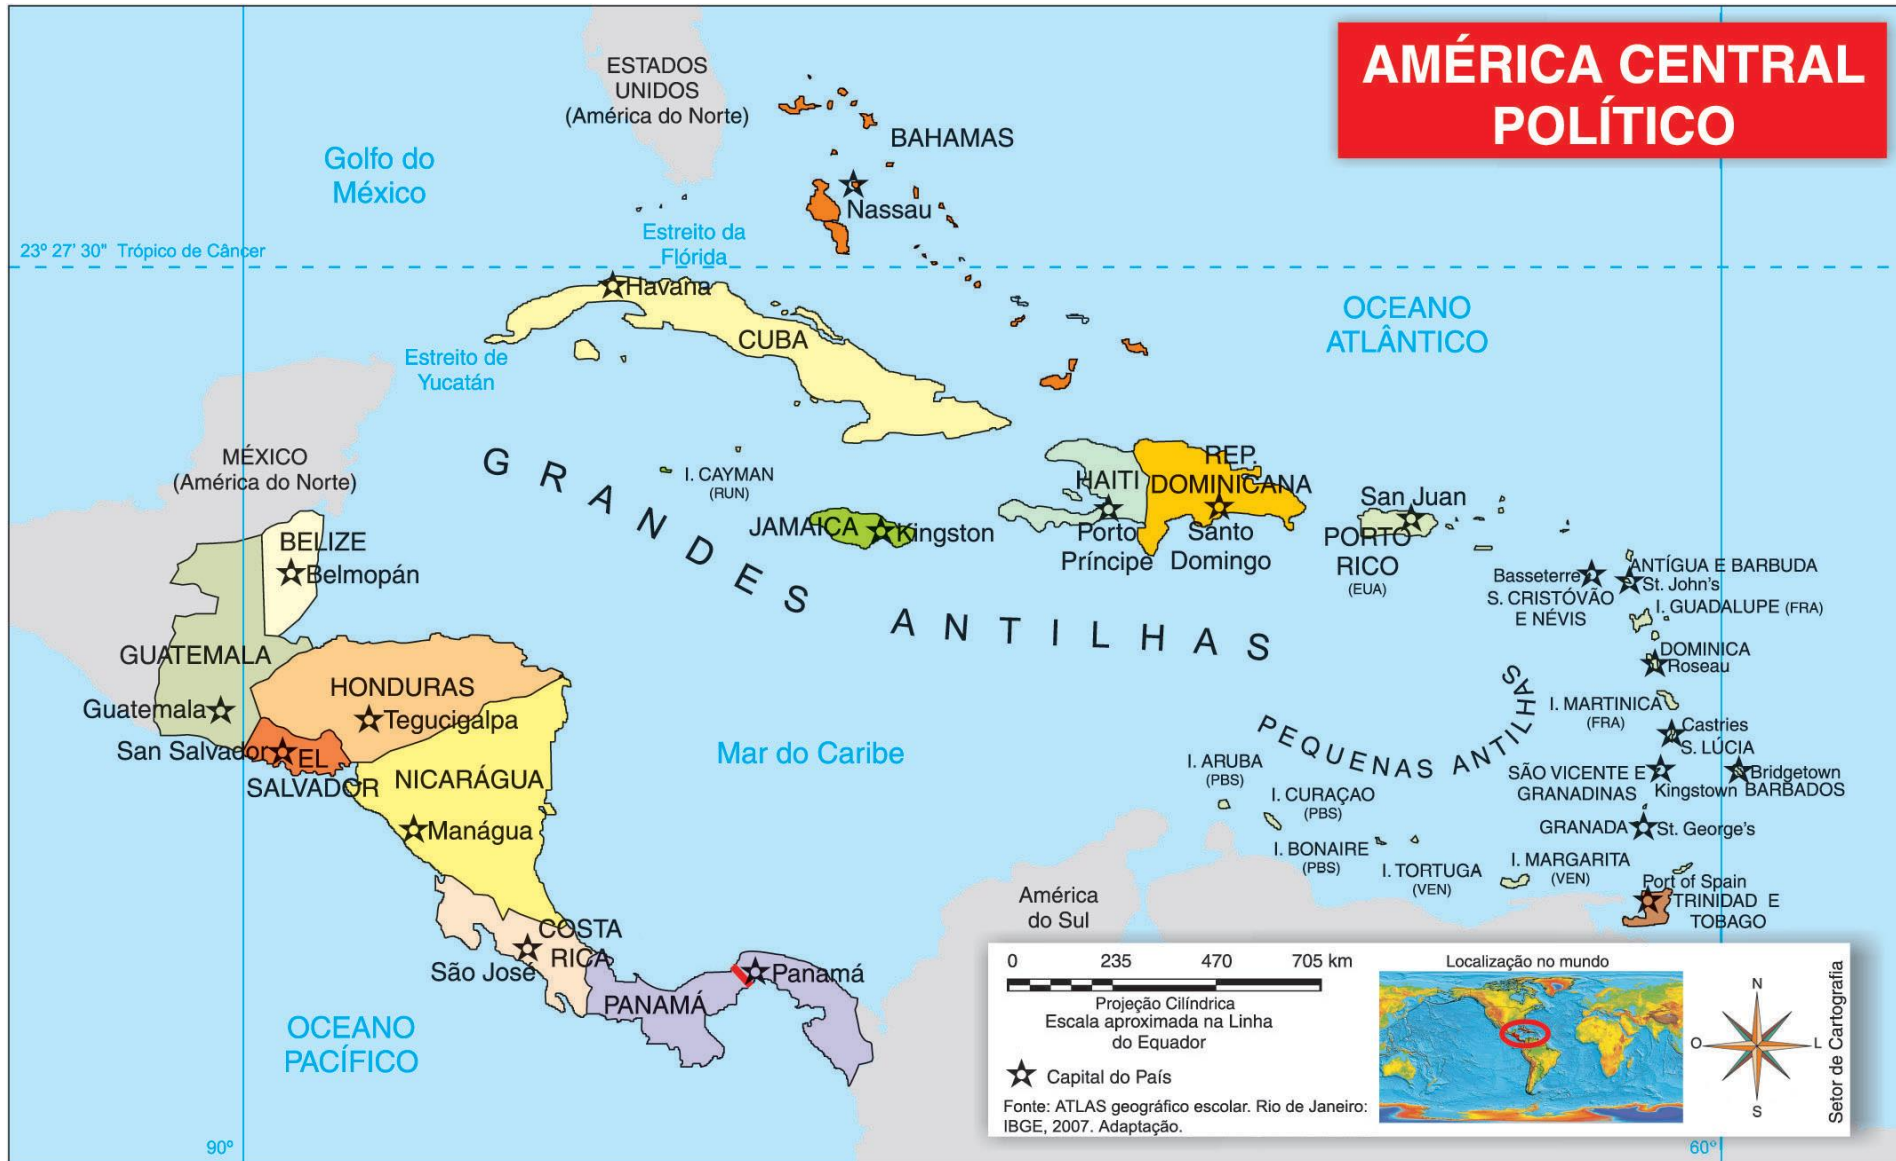 AMÉRICA CENTRAL
POLÍTICO
ESTADOS
UNIDOS
(América do Norte)
BAHAMAS
Golfo do
México
Nassau
Estreito da
Flórida
23º 27' 30" Trópico de Câncer
Havana
CUBA
OCEANO
ATLÂNTICO
Estreito de
Yucatán
MÉXICO
(América do Norte)
GRANDES ANTILHAS
I. CAYMAN
(RUN)
JAMAICA
Kingston
HAITI
Porto
Príncipe
REP.
DOMINICANA
Santo
Domingo
San Juan
PORTO
RICO
(EUA)
BELIZE
Belmopán
Basseterre
S. CRISTÓVÃO
E NÉVIS
ANTÍGUA E BARBUDA
St. John's
I. GUADALUPE (FRA)
DOMINICA
Roseau
GUATEMALA
Guatemala
HONDURAS
Tegucigalpa
I. MARTINICA
(FRA)
Castries
S. LÚCIA
PEQUENAS ANTILHAS
San Salvador
EL
SALVADOR
NICARÁGUA
Manágua
Mar do Caribe
I. ARUBA
(PBS)
I. CURAÇAO
(PBS)
I. BONAIRE
(PBS)
I. TORTUGA
(VEN)
I. MARGARITA
(VEN)
SÃO VICENTE E
GRANADINAS
Kingstown
Bridgetown
BARBADOS
GRANADA
St. George's
Port of Spain
TRINIDAD E
TOBAGO
América
do Sul
COSTA
RICA
São José
PANAMÁ
Panamá
OCEANO
PACÍFICO
0 235 470 705 km
Projeção Cilíndrica
Escala aproximada na Linha
do Equador
Capital do País
Fonte: ATLAS geográfico escolar. Rio de Janeiro:
IBGE, 2007. Adaptação.
Localização no mundo
N
O
L
S
Setor de Cartografia
90º
60º